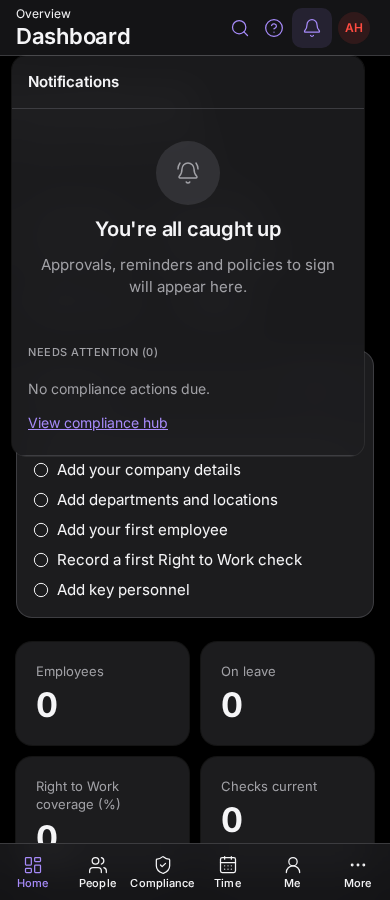 Overview
Dashboard
AH
Notifications
You're all caught up
Approvals, reminders and policies to sign
will appear here.
NEEDS ATTENTION (0)
No compliance actions due.
View compliance hub
Add your company details
Add departments and locations
Add your first employee
Record a first Right to Work check
Add key personnel
Employees
0
On leave
0
Right to Work
coverage (%)
0
Checks current
0
Home
People
Compliance
Time
Me
More